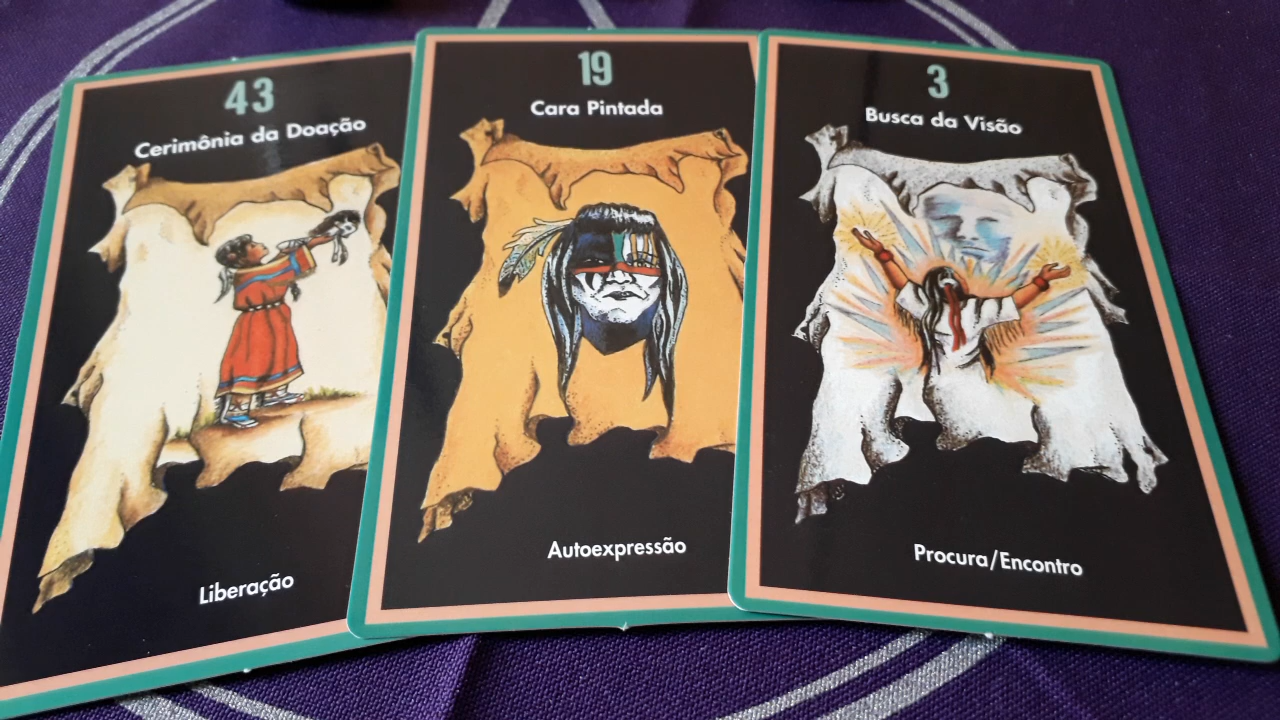 43
Cerimônia da Doação
Liberação
19
Cara Pintada
Autoexpressão
3
Busca da Visão
Procura/Encontro